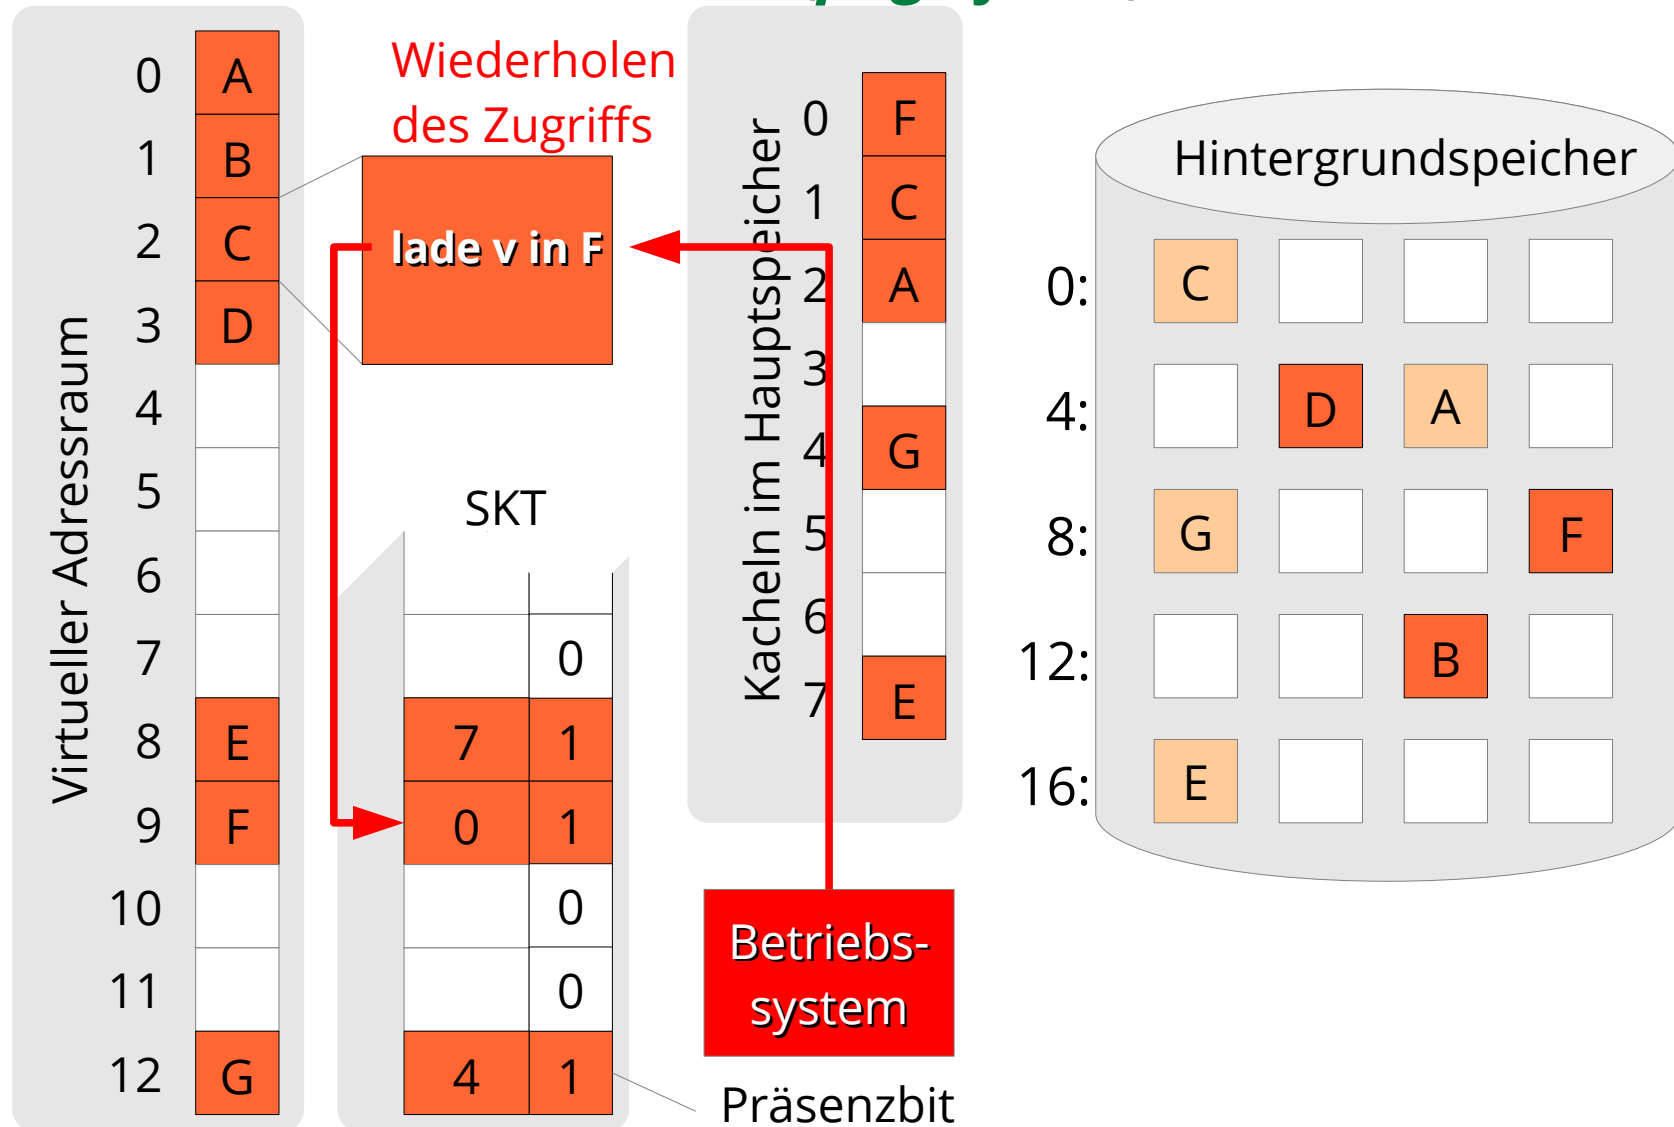 Virtueller Adressraum
0 A
1 B
2 C
3 D
4
5
6
7
8 E
9 F
10
11
12 G
Wiederholen
des Zugriffs
lade v in F
SKT
0
7 1
0 1
0
0
4 1
Präsenzbit
Kacheln im Hauptspeicher
0 F
1 C
2 A
3
4 G
5
6
7 E
Betriebs-
system
Hintergrundspeicher
0: C
4: D A
8: G F
12: B
16: E